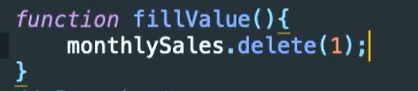 function fillValue(){
    monthlySales.delete(1);
}